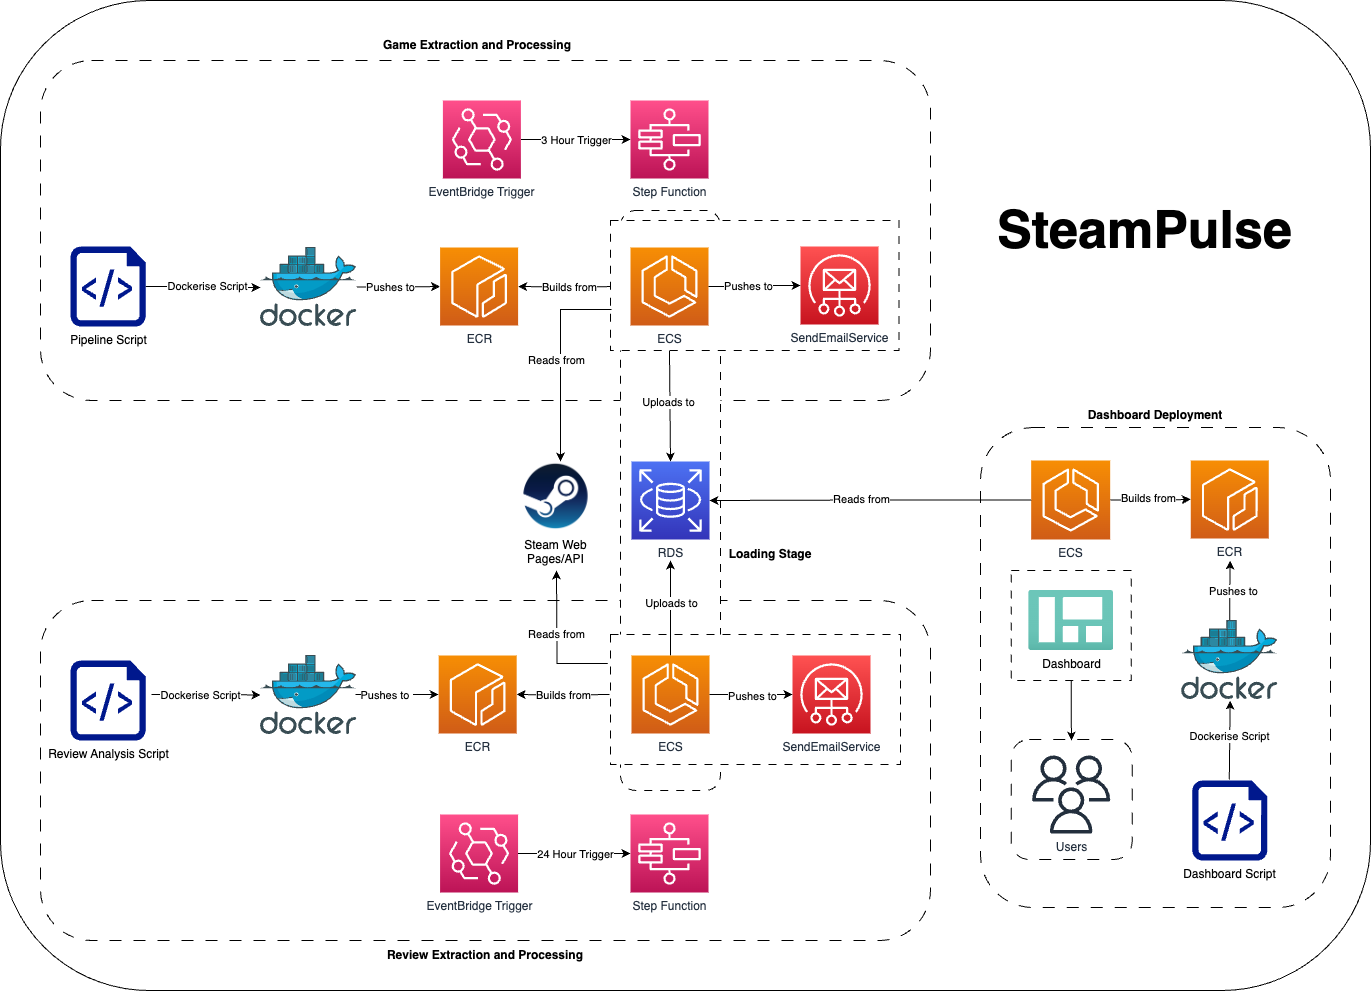 Game Extraction and Processing
3 Hour Trigger
EventBridge Trigger
Step Function
SteamPulse
Dockerise Script
docker
Pushes to
Builds from
Pushes to
Pipeline Script
ECR
ECS
SendEmailService
Reads from
Uploads to
Dashboard Deployment
Steam Web
Pages/API
RDS
Loading Stage
Reads from
Builds from
ECS
ECR
Reads from
Uploads to
Pushes to
Dashboard
docker
Dockerise Script
Users
Dashboard Script
Dockerise Script
docker
Pushes to
Builds from
Pushes to
Review Analysis Script
ECR
ECS
SendEmailService
24 Hour Trigger
EventBridge Trigger
Step Function
Review Extraction and Processing